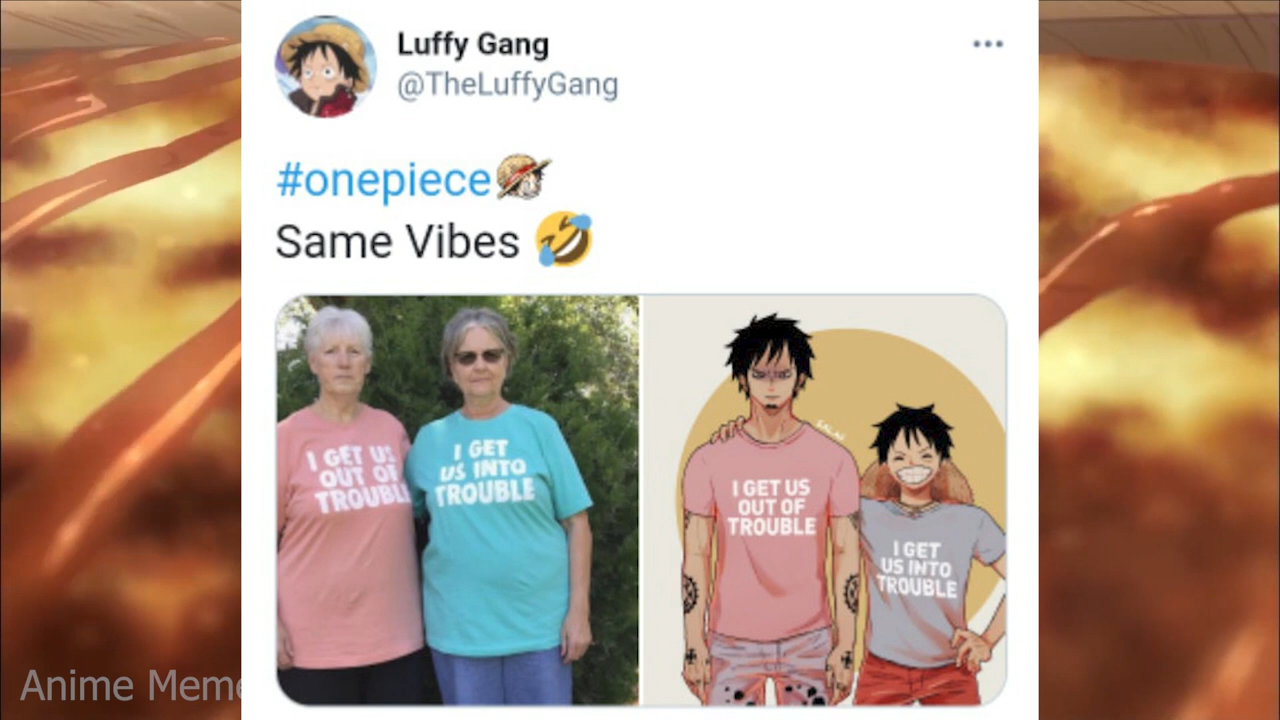 Luffy Gang
@TheLuffyGang
#onepiece
Same Vibes
I GET US
OUT OF
TROUBL
I GET
US INTO
TROUBLE
I GET US
OUT OF
TROUBLE
I GET
US INTO
TROUBLE
Anime Meme